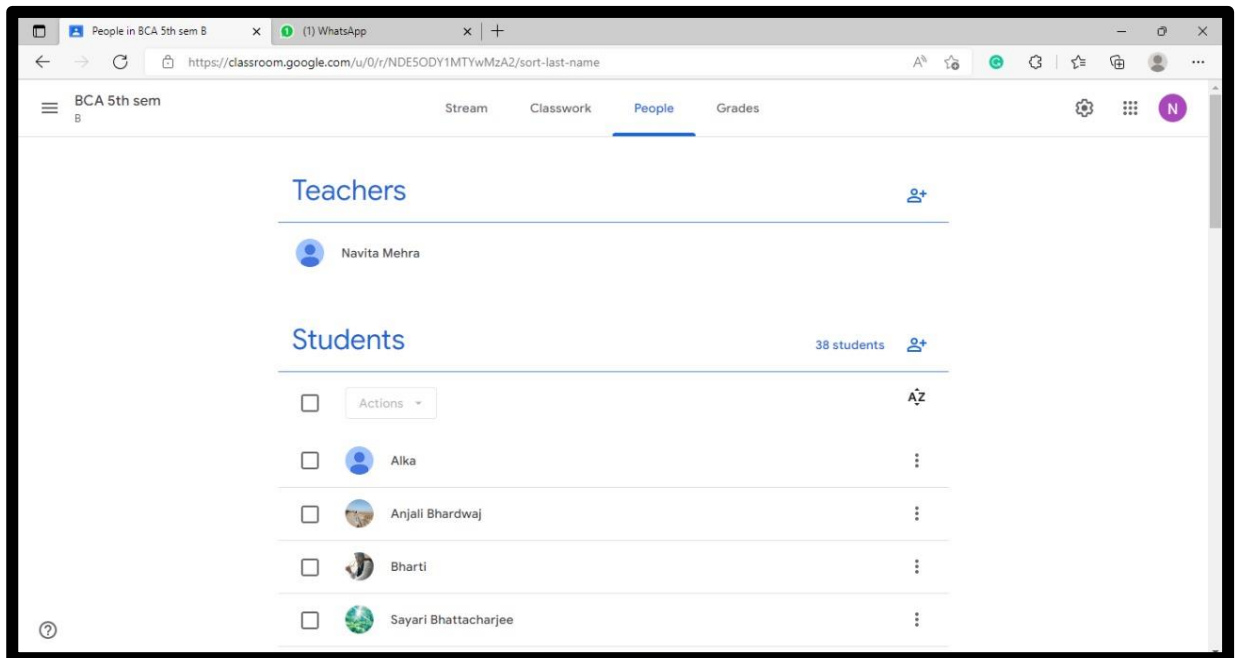 People in BCA 5th sem B
(1) WhatsApp
https://classroom.google.com/u/0/r/NDE5ODY1MTYwMzA2/sort-last-name
BCA 5th sem
B
Stream Classwork People Grades
N
Teachers
Navita Mehra
Students
38 students
Actions
AZ
Alka
Anjali Bhardwaj
Bharti
Sayari Bhattacharjee